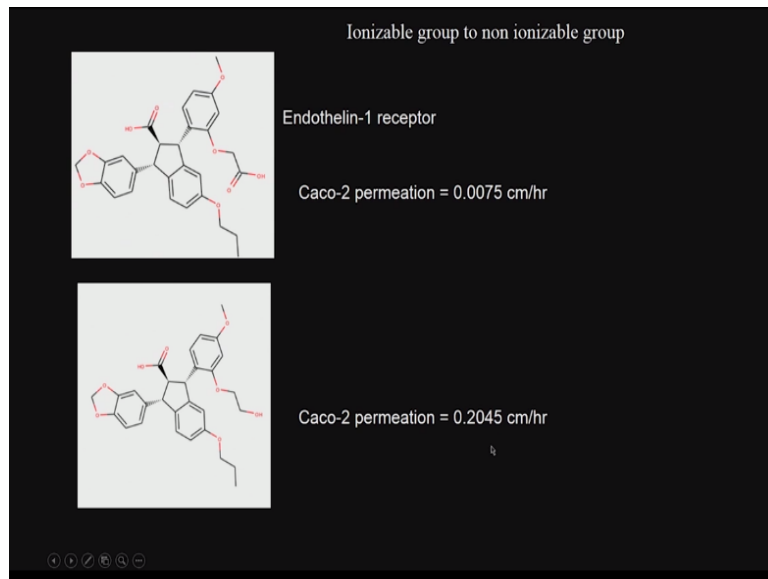 Ionizable group to non ionizable group
Endothelin-1 receptor
Caco-2 permeation = 0.0075 cm/hr
Caco-2 permeation = 0.2045 cm/hr